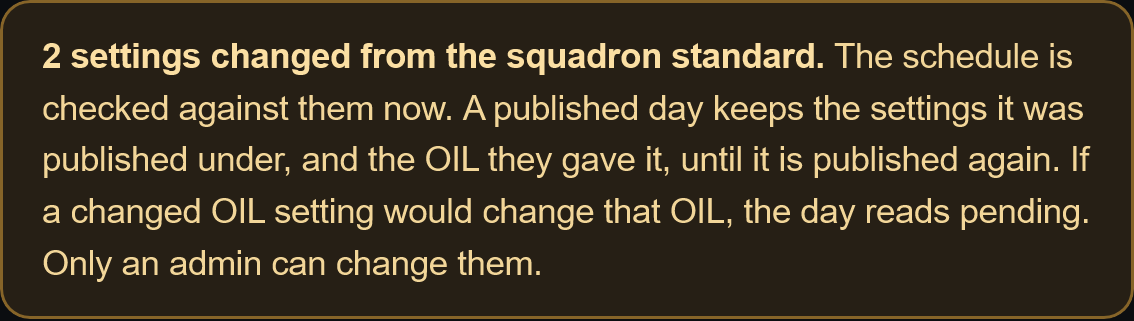 2 settings changed from the squadron standard. The schedule is
checked against them now. A published day keeps the settings it was
published under, and the OIL they gave it, until it is published again. If
a changed OIL setting would change that OIL, the day reads pending.
Only an admin can change them.